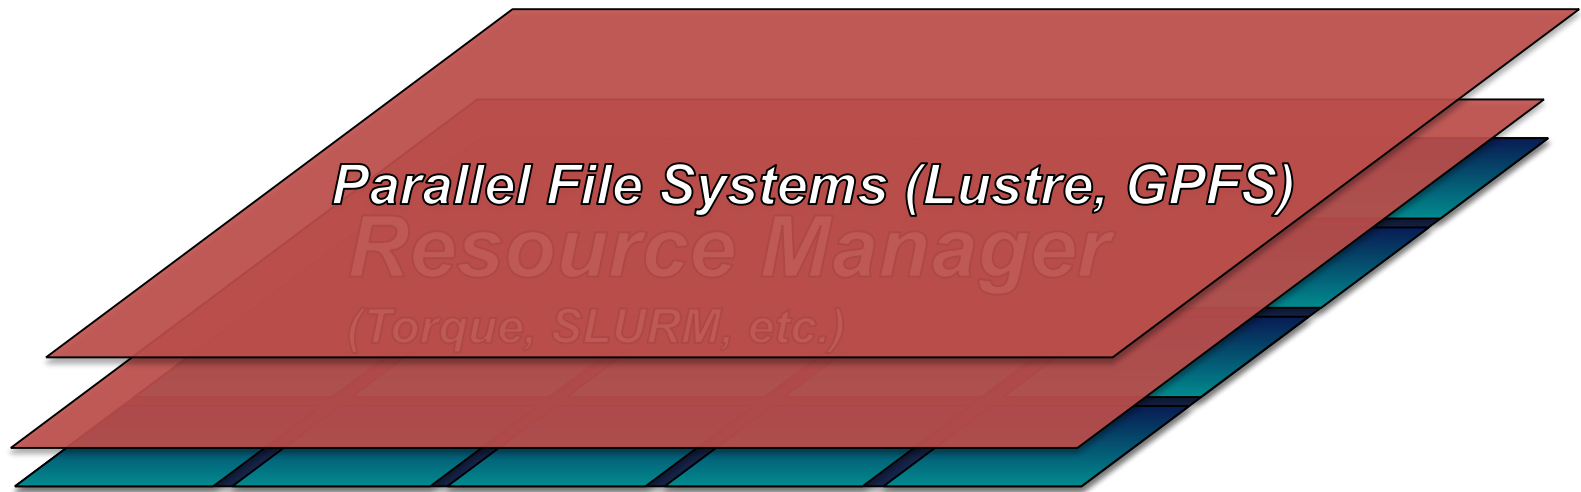 Parallel File Systems (Lustre, GPFS)
Resource Manager
(Torque, SLURM, etc.)